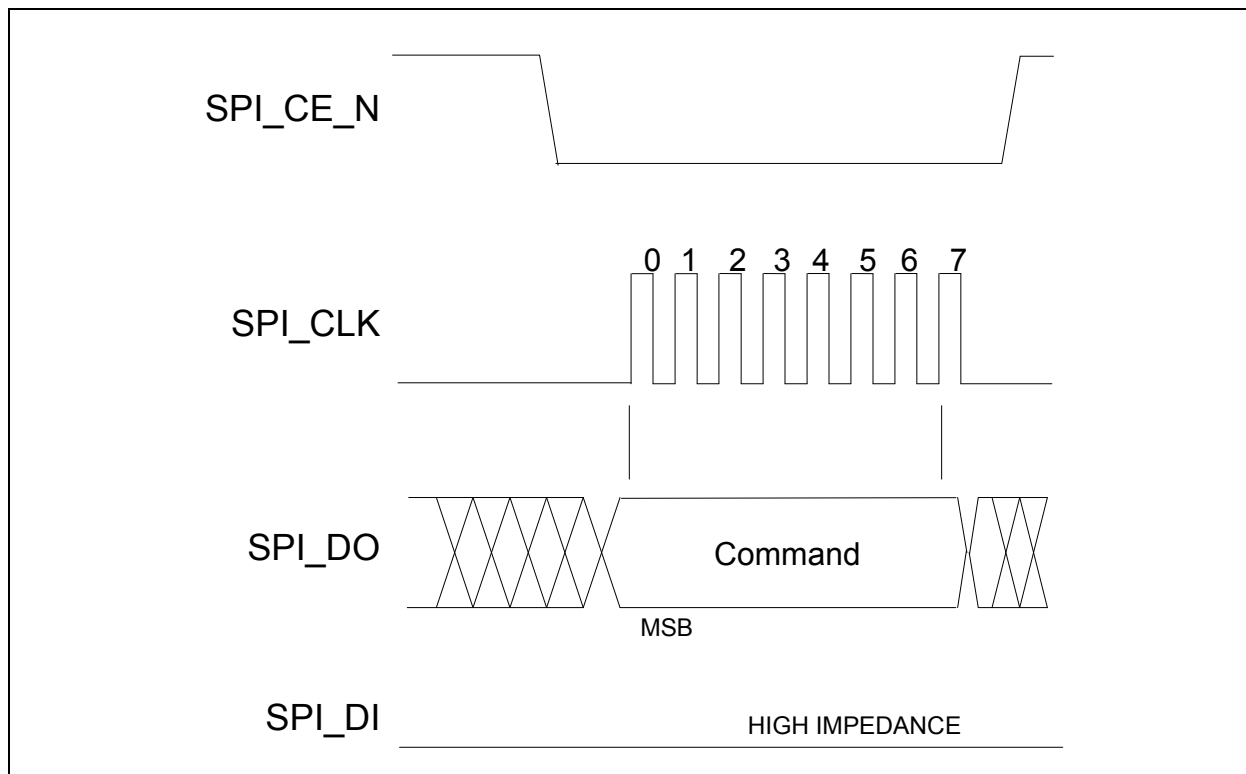 SPI_CE_N
0 1 2 3 4 5 6 7
SPI_CLK
SPI_DO
Command
MSB
SPI_DI
HIGH IMPEDANCE